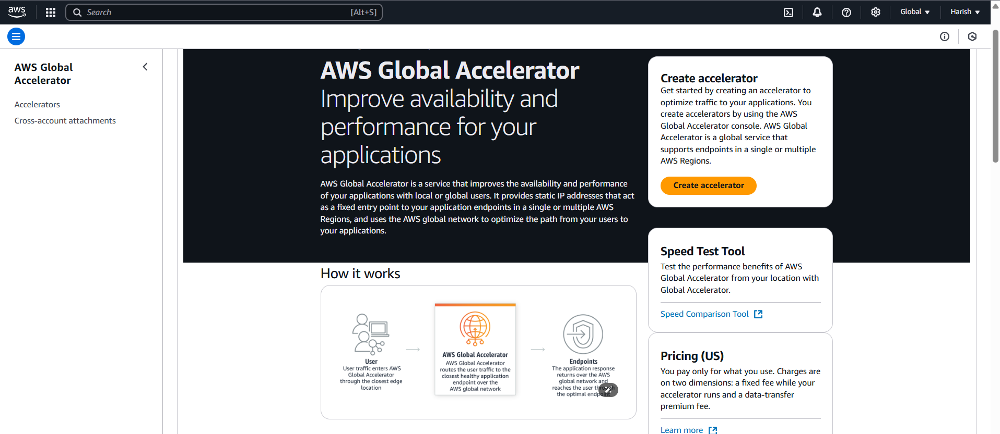 aws
Search
[Alt+S]
Global
Harish
AWS Global
Accelerator
Accelerators
Cross-account attachments
AWS Global Accelerator
Improve availability and
performance for your
applications
AWS Global Accelerator is a service that improves the availability and performance
of your applications with local or global users. It provides static IP addresses that act
as a fixed entry point to your application endpoints in a single or multiple AWS
Regions, and uses the AWS global network to optimize the path from your users to
your applications.
Create accelerator
Get started by creating an accelerator to
optimize traffic to your applications. You
create accelerators by using the AWS
Global Accelerator console. AWS Global
Accelerator is a global service that
supports endpoints in a single or multiple
AWS Regions.
Create accelerator
How it works
User
User traffic enters AWS
Global Accelerator
through the closest edge
location
AWS Global Accelerator
AWS Global Accelerator
routes the user traffic to the
closest healthy application
endpoint over the
AWS global network
Endpoints
The application response
returns over the AWS
global network and
reaches the user through
the optimal endpoint
Speed Test Tool
Test the performance benefits of AWS
Global Accelerator from your location with
Global Accelerator.
Speed Comparison Tool
Pricing (US)
You pay only for what you use. Charges are
on two dimensions: a fixed fee while your
accelerator runs and a data-transfer
premium fee.
Learn more